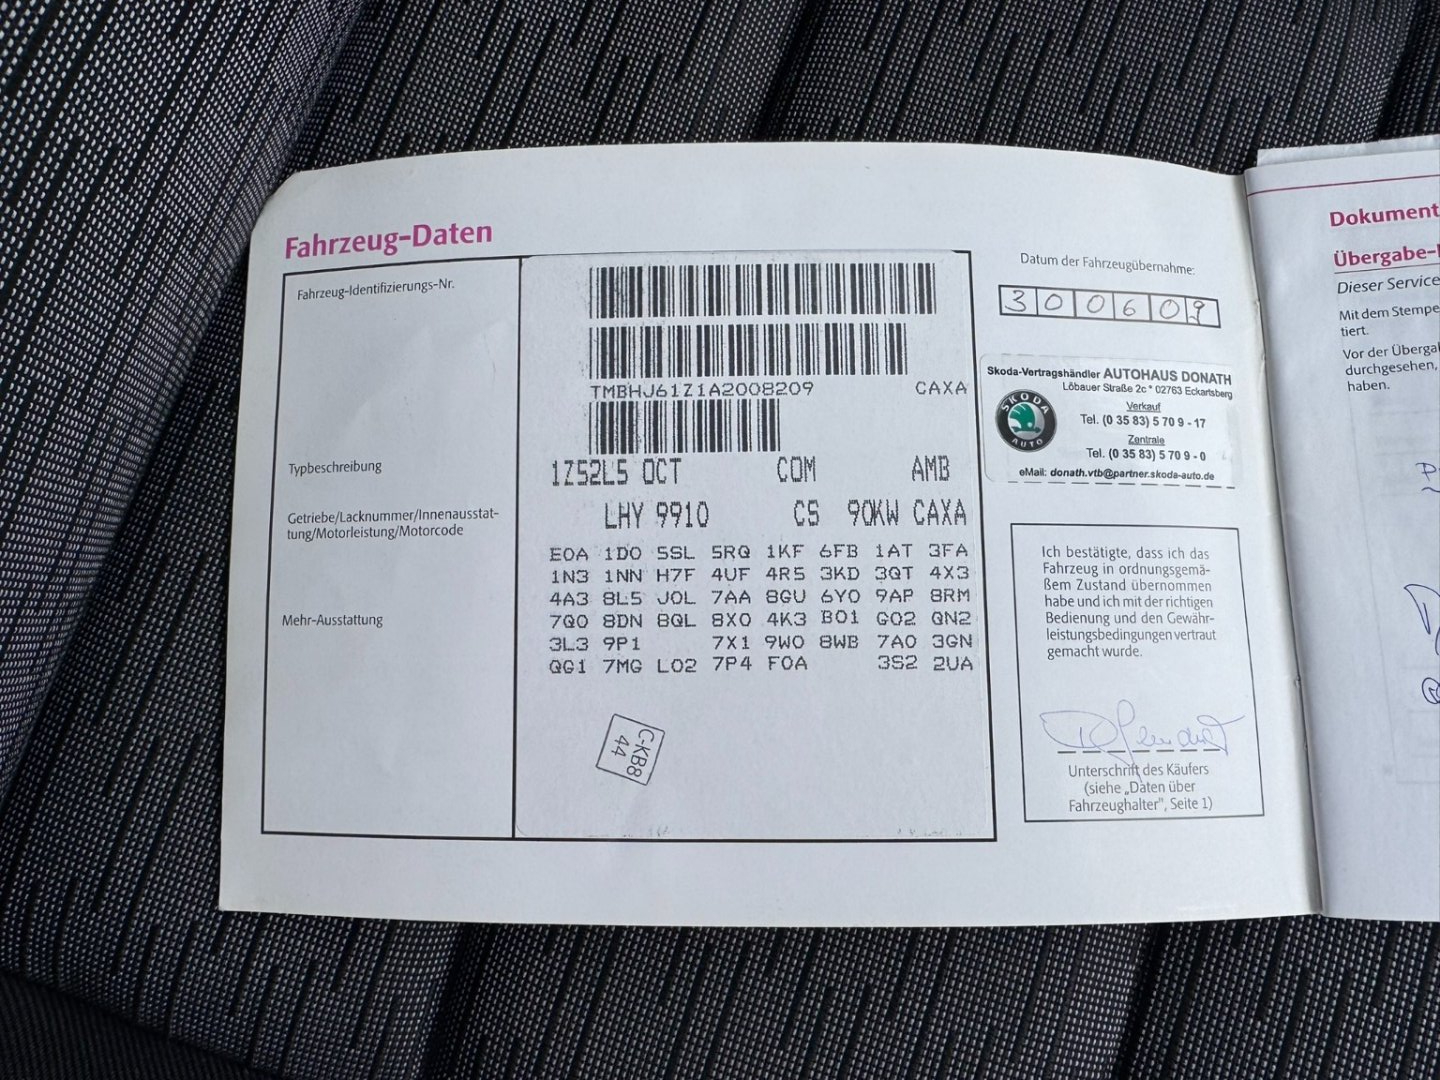 Fahrzeug-Daten
Fahrzeug-Identifizierungs-Nr.
TMBHJ61Z1A2008209 CAXA
Typbeschreibung
1Z52L5 OCT COM AMB
Getriebe/Lacknummer/Innenausstat-
tung/Motorleistung/Motorcode
LHY 9910 CS 90KW CAXA
Mehr-Ausstattung
E0A 1D0 5SL 5RQ 1KF 6FB 1AT 3FA
1N3 1NN H7F 4UF 4R5 3KD 3QT 4X3
4A3 8L5 J0L 7AA 8GU 6Y0 9AP 8RM
7Q0 8DN 8QL 8X0 4K3 B01 G02 QN2
3L3 9P1 7X1 9W0 8WB 7A0 3GN
QG1 7MG L02 7P4 F0A 3S2 2UA
C-KB8
44
Datum der Fahrzeugübernahme:
300609
Skoda-Vertragshändler AUTOHAUS DONATH
Löbauer Straße 2c * 02763 Eckartsberg
Verkauf
Tel. (0 35 83) 5 70 9 - 17
Zentrale
Tel. (0 35 83) 5 70 9 - 0
eMail: donath.vtb@partner.skoda-auto.de
SKODA
AUTO
Ich bestätigte, dass ich das
Fahrzeug in ordnungsgemä-
ßem Zustand übernommen
habe und ich mit der richtigen
Bedienung und den Gewähr-
leistungsbedingungen vertraut
gemacht wurde.
Unterschrift des Käufers
(siehe „Daten über
Fahrzeughalter", Seite 1)
Dokument
Übergabe-
Dieser Service
Mit dem Stempe
tiert.
Vor der Überga
durchgesehen,
haben.